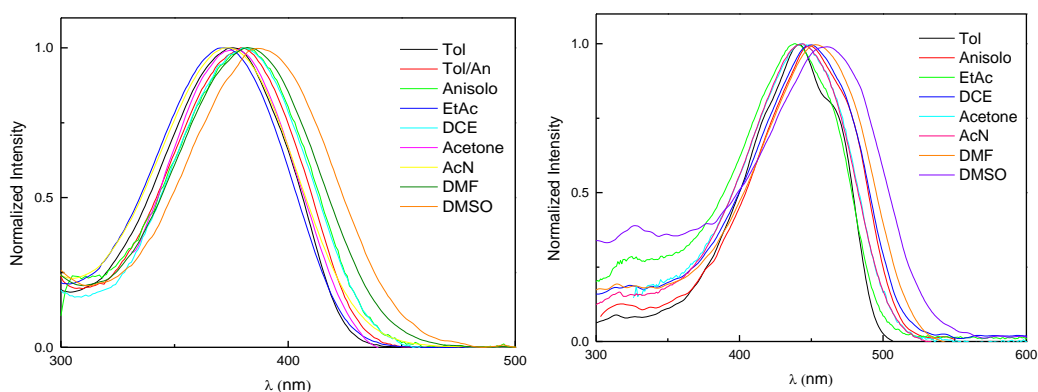 1.0
0.5
0.0
300
400
500
Normalized Intensity
λ (nm)
Tol
Tol/An
Anisolo
EtAc
DCE
Acetone
AcN
DMF
DMSO
1.0
0.5
0.0
300
400
500
600
Normalized Intensity
λ (nm)
Tol
Anisolo
EtAc
DCE
Acetone
AcN
DMF
DMSO